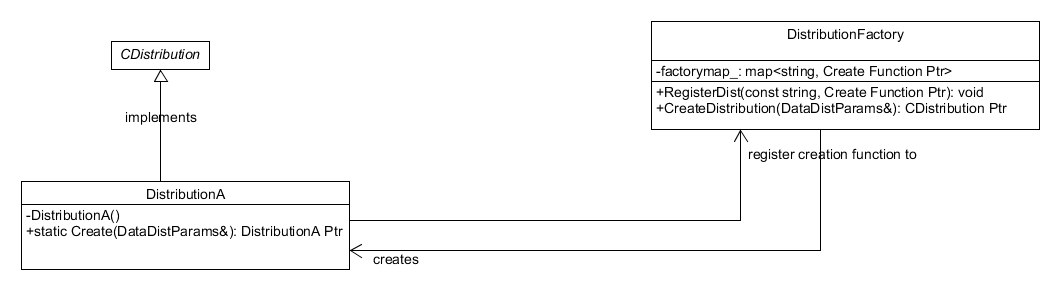 DistributionFactory
-factorymap_: map<string, Create Function Ptr>
+RegisterDist(const string, Create Function Ptr): void
+CreateDistribution(DataDistParams&): CDistribution Ptr
CDistribution
implements
register creation function to
DistributionA
-DistributionA()
+static Create(DataDistParams&): DistributionA Ptr
creates